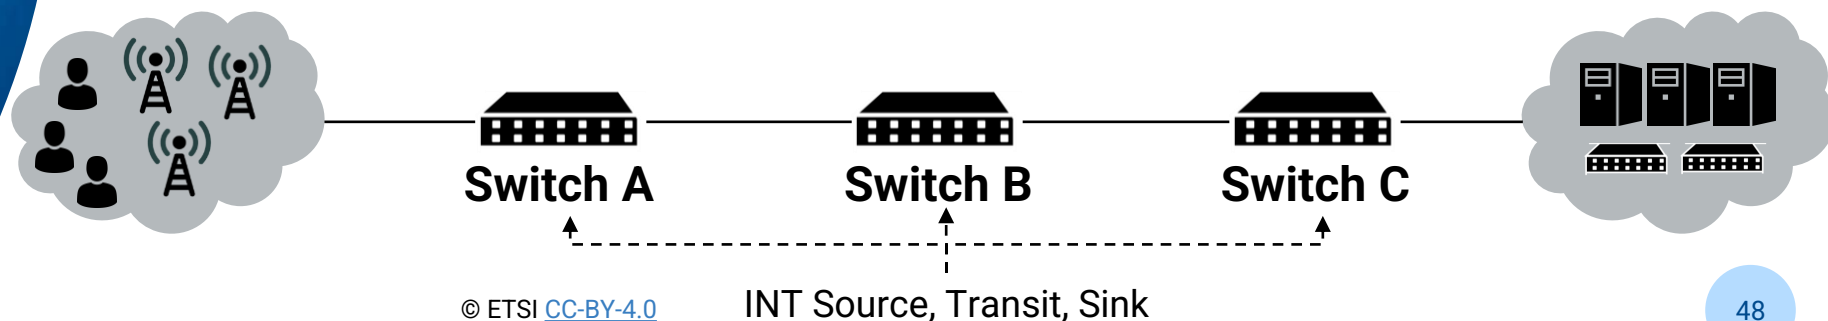 Switch A
Switch B
Switch C
INT Source, Transit, Sink
© ETSI CC-BY-4.0
48